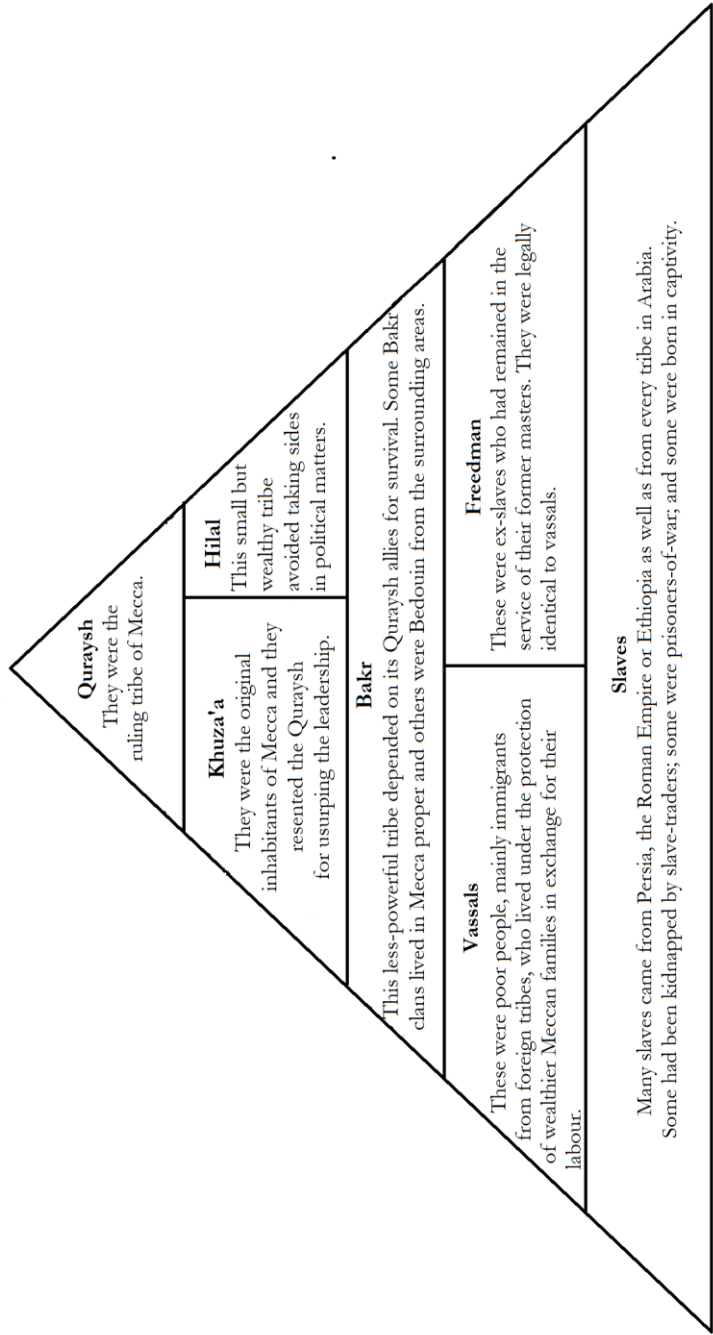 Quraysh
They were the
ruling tribe of Mecca.
Khuza'a
They were the original
inhabitants of Mecca and they
resented the Quraysh
for usurping the leadership.
Hilal
This small but
wealthy tribe
avoided taking sides
in political matters.
Bakr
This less-powerful tribe depended on its Quraysh allies for survival. Some Bakr
clans lived in Mecca proper and others were Bedouin from the surrounding areas.
Vassals
These were poor people, mainly immigrants
from foreign tribes, who lived under the protection
of wealthier Meccan families in exchange for their
labour.
Freedman
These were ex-slaves who had remained in the
service of their former masters. They were legally
identical to vassals.
Slaves
Many slaves came from Persia, the Roman Empire or Ethiopia as well as from every tribe in Arabia.
Some had been kidnapped by slave-traders; some were prisoners-of-war; and some were born in captivity.